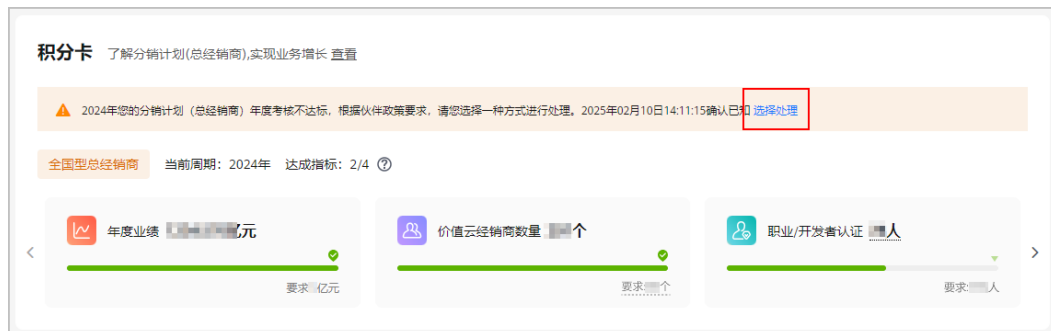 积分卡 了解分销计划(总经销商),实现业务增长 查看
2024年您的分销计划（总经销商）年度考核不达标，根据伙伴政策要求，请您选择一种方式进行处理。2025年02月10日14:11:15确认已知 选择处理
全国型总经销商 当前周期：2024年 达成指标：2/4
年度业绩 亿元
价值云经销商数量 个
职业/开发者认证 人
要求 亿元
要求: 个
要求: 人